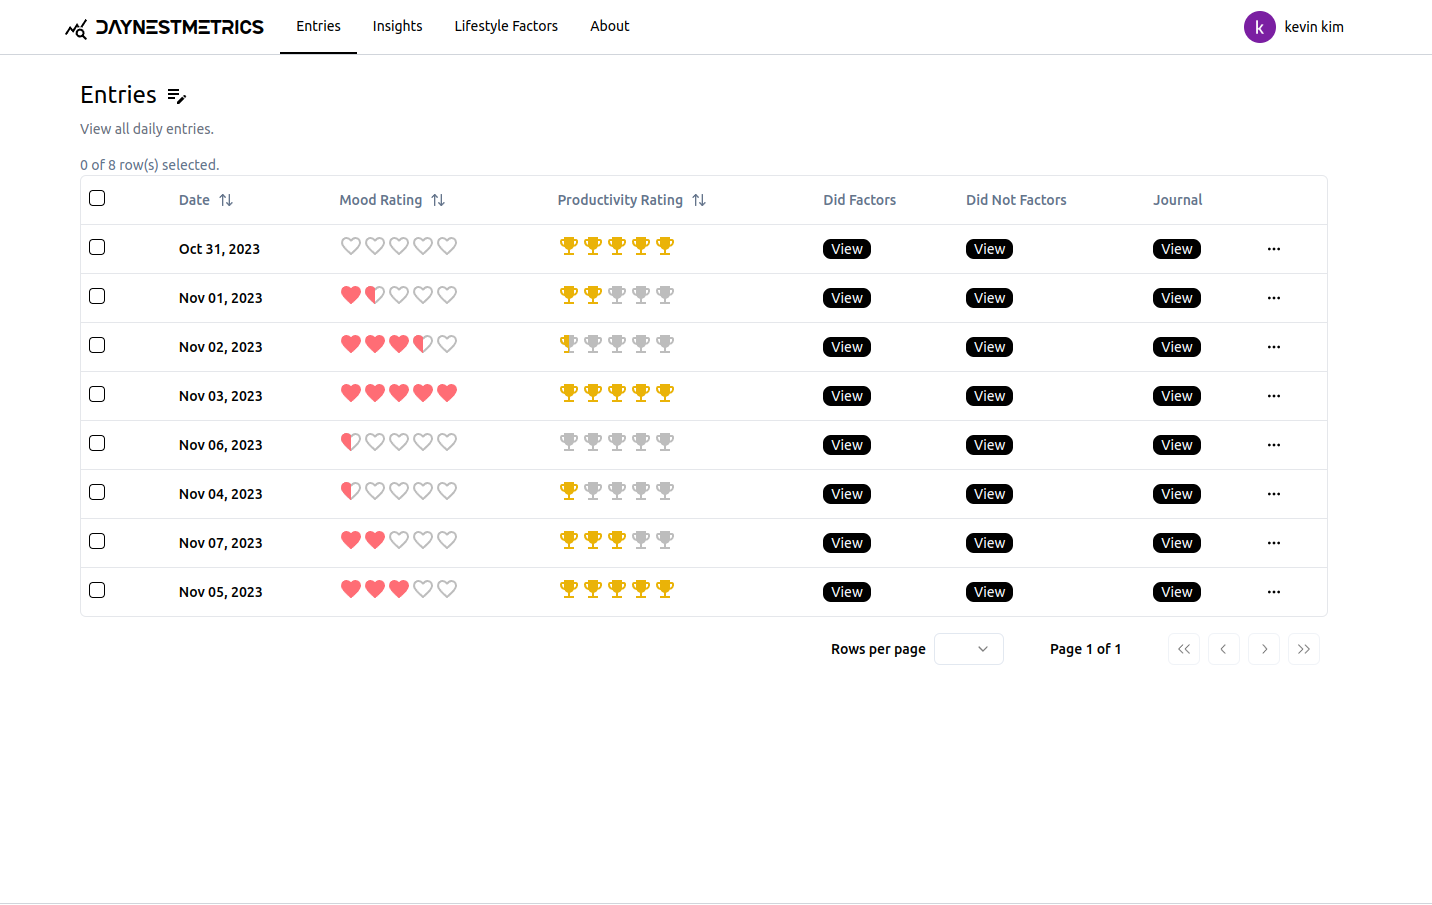 DAYNESTMETRICS Entries Insights Lifestyle Factors About k kevin kim
Entries
View all daily entries.
0 of 8 row(s) selected.
Date Mood Rating Productivity Rating Did Factors Did Not Factors Journal
Oct 31, 2023 View View View ...
Nov 01, 2023 View View View ...
Nov 02, 2023 View View View ...
Nov 03, 2023 View View View ...
Nov 06, 2023 View View View ...
Nov 04, 2023 View View View ...
Nov 07, 2023 View View View ...
Nov 05, 2023 View View View ...
Rows per page Page 1 of 1